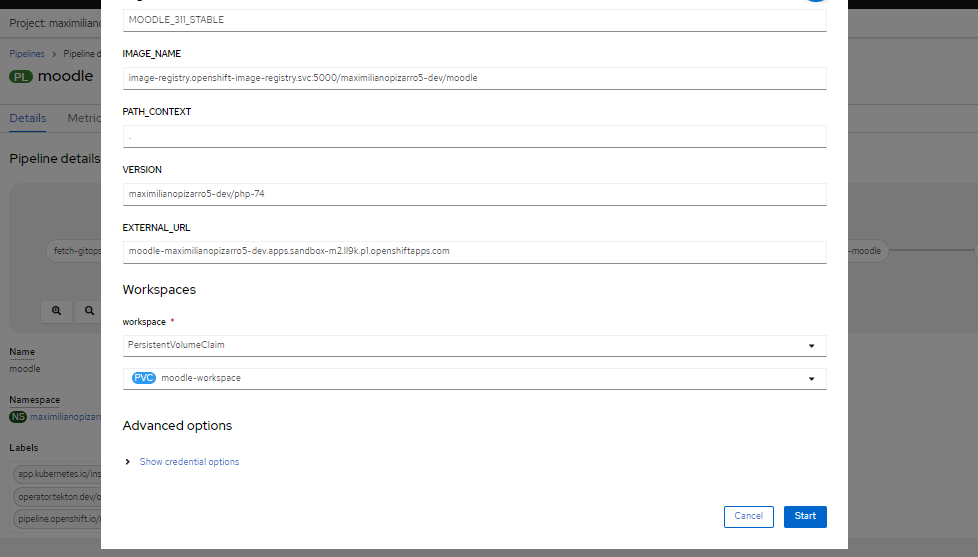 Project: maximilian
MOODLE_311_STABLE
Pipelines > Pipeline d
IMAGE_NAME
PL moodle
image-registry.openshift-image-registry.svc:5000/maximilianopizarro5-dev/moodle
PATH_CONTEXT
Details Metric
.
Pipeline details
VERSION
maximilianopizarro5-dev/php-74
EXTERNAL_URL
fetch-gitops
moodle-maximilianopizarro5-dev.apps.sandbox-m2.ll9k.p1.openshiftapps.com
-moodle
Workspaces
workspace *
PersistentVolumeClaim
Name
moodle
PVC moodle-workspace
Namespace
NS maximilianopizarr
Advanced options
Labels
Show credential options
app.kubernetes.io/ins
operator.tekton.dev/o
pipeline.openshift.io/
Cancel Start